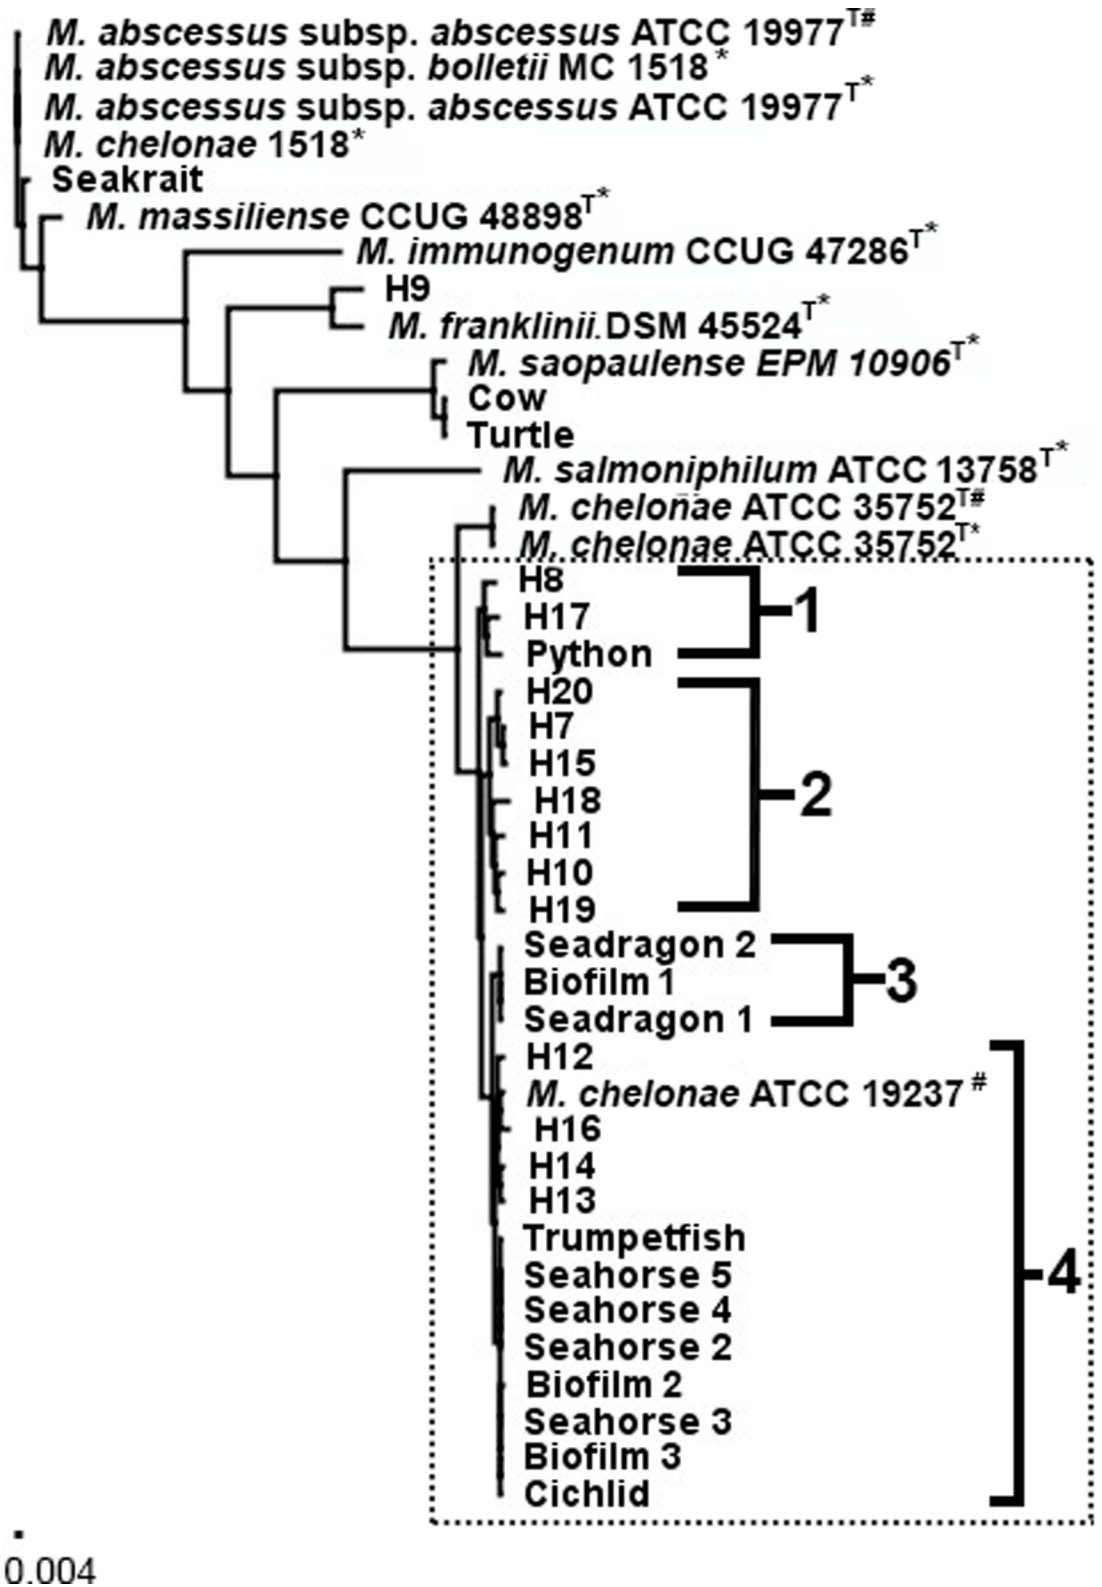 M. abscessus subsp. abscessus ATCC 19977T#
M. abscessus subsp. bolletii MC 1518*
M. abscessus subsp. abscessus ATCC 19977T*
M. chelonae 1518*
Seakrait
M. massiliense CCUG 48898T*
M. immunogenum CCUG 47286T*
H9
M. franklinii.DSM 45524T*
M. saopaulense EPM 10906T*
Cow
Turtle
M. salmoniphilum ATCC 13758T*
M. chelonae ATCC 35752T#
M. chelonae ATCC 35752T*
H8
H17
Python
1
H20
H7
H15
H18
H11
H10
H19
2
Seadragon 2
Biofilm 1
Seadragon 1
3
H12
M. chelonae ATCC 19237 #
H16
H14
H13
Trumpetfish
Seahorse 5
Seahorse 4
Seahorse 2
Biofilm 2
Seahorse 3
Biofilm 3
Cichlid
4
0.004